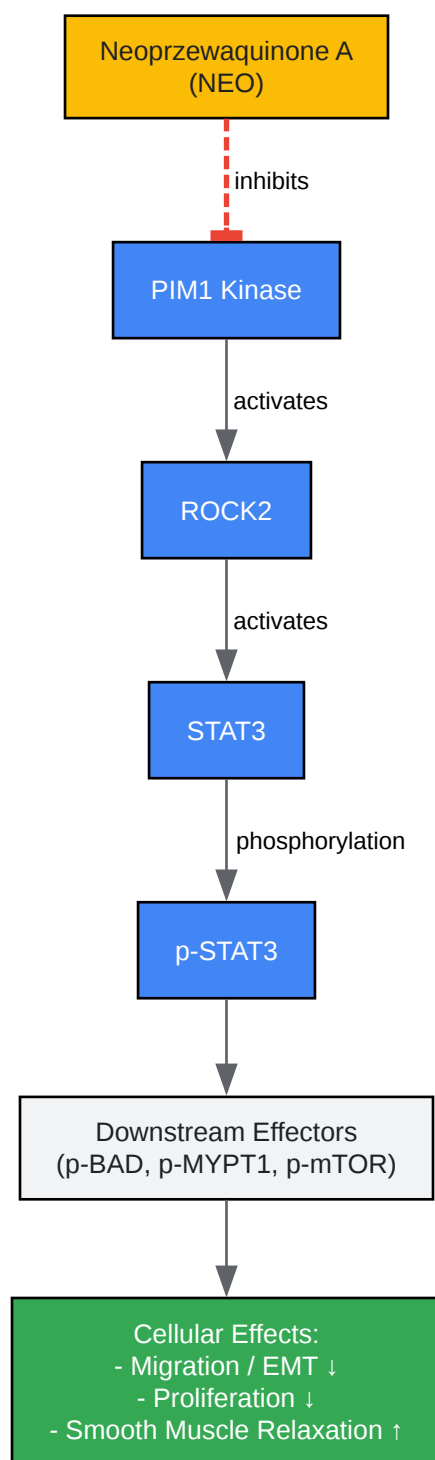 Neoprzewaquinone A
(NEO)
inhibits
PIM1 Kinase
activates
ROCK2
activates
STAT3
phosphorylation
p-STAT3
Downstream Effectors
(p-BAD, p-MYPT1, p-mTOR)
Cellular Effects:
- Migration / EMT ↓
- Proliferation ↓
- Smooth Muscle Relaxation ↑